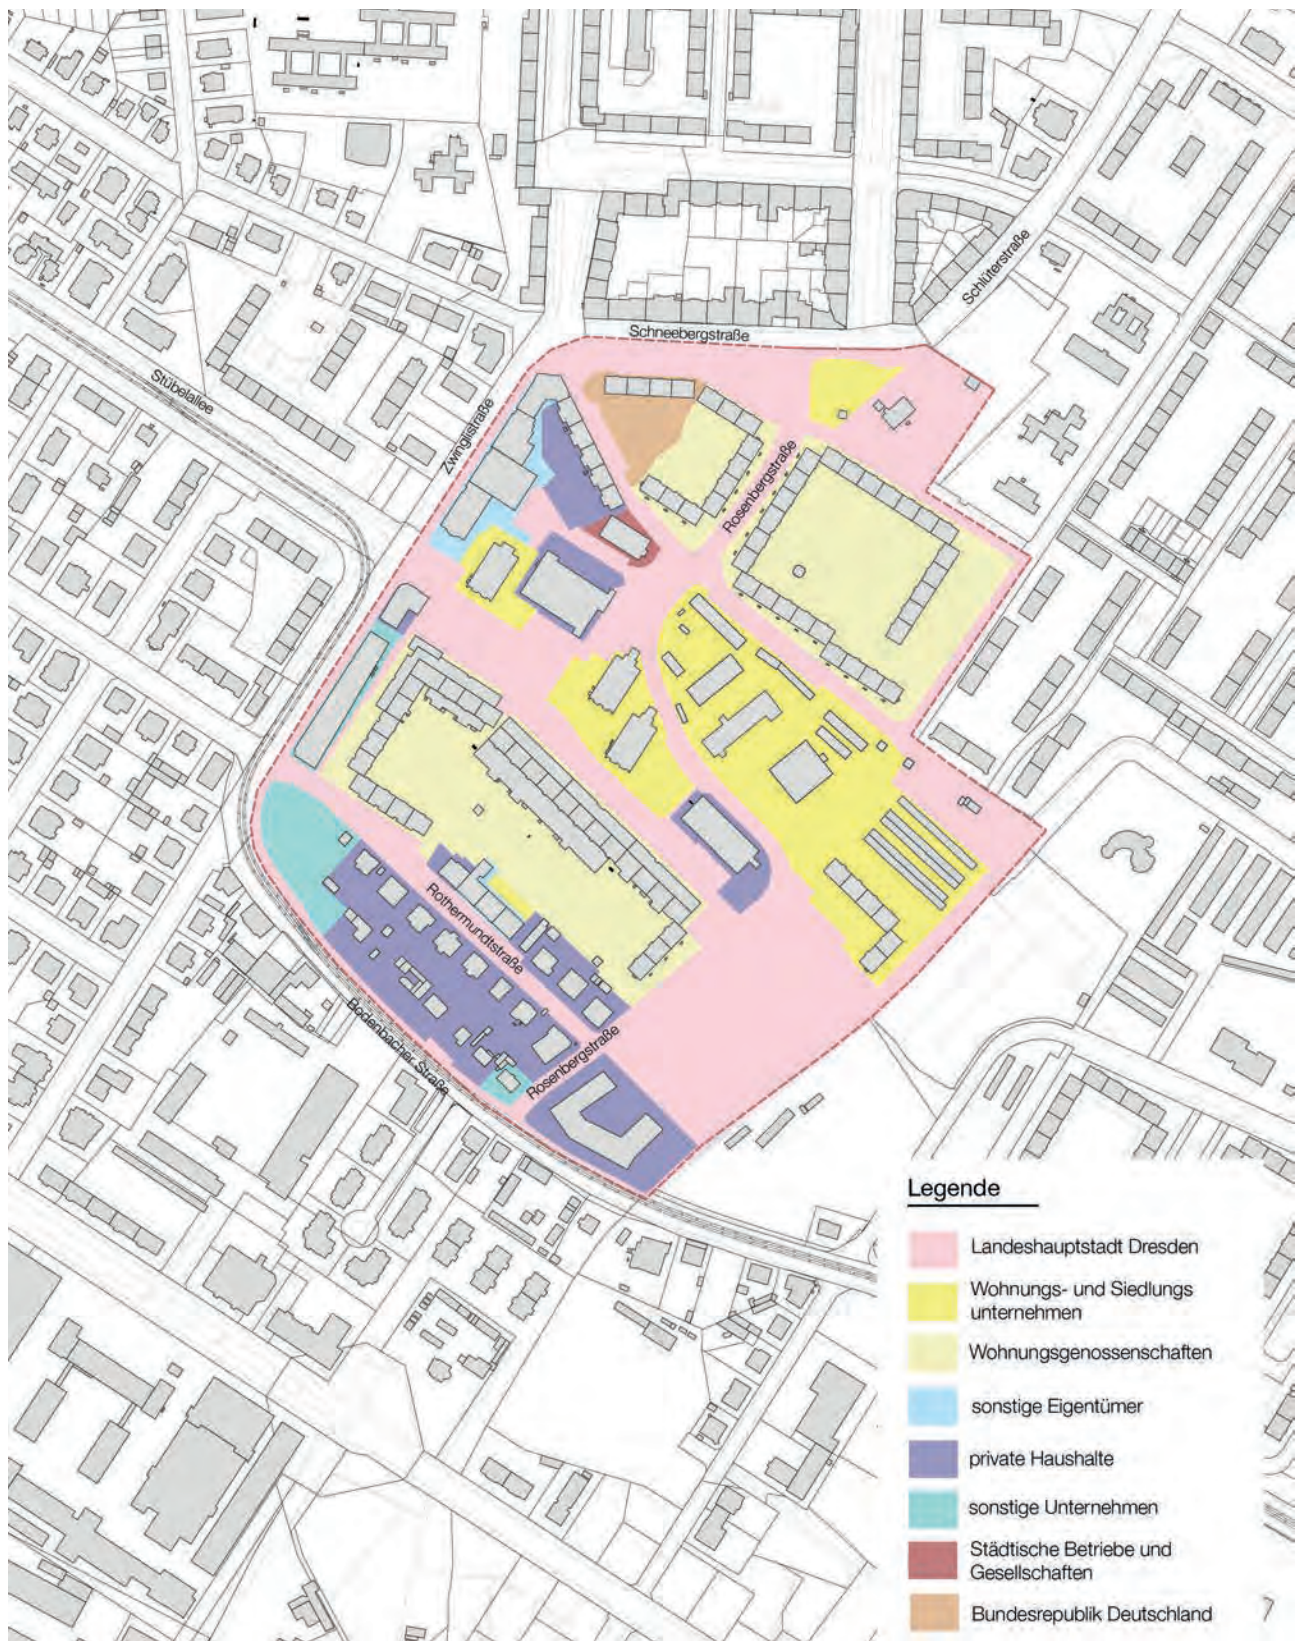 Schlüterstraße
Schneebergstraße
Stübelallee
Zwinglistraße
Rosenbergstraße
Rothermundtstraße
Rosenbergstraße
Bodenbacher Straße
Legende
Landeshauptstadt Dresden
Wohnungs- und Siedlungs
unternehmen
Wohnungsgenossenschaften
sonstige Eigentümer
private Haushalte
sonstige Unternehmen
Städtische Betriebe und
Gesellschaften
Bundesrepublik Deutschland